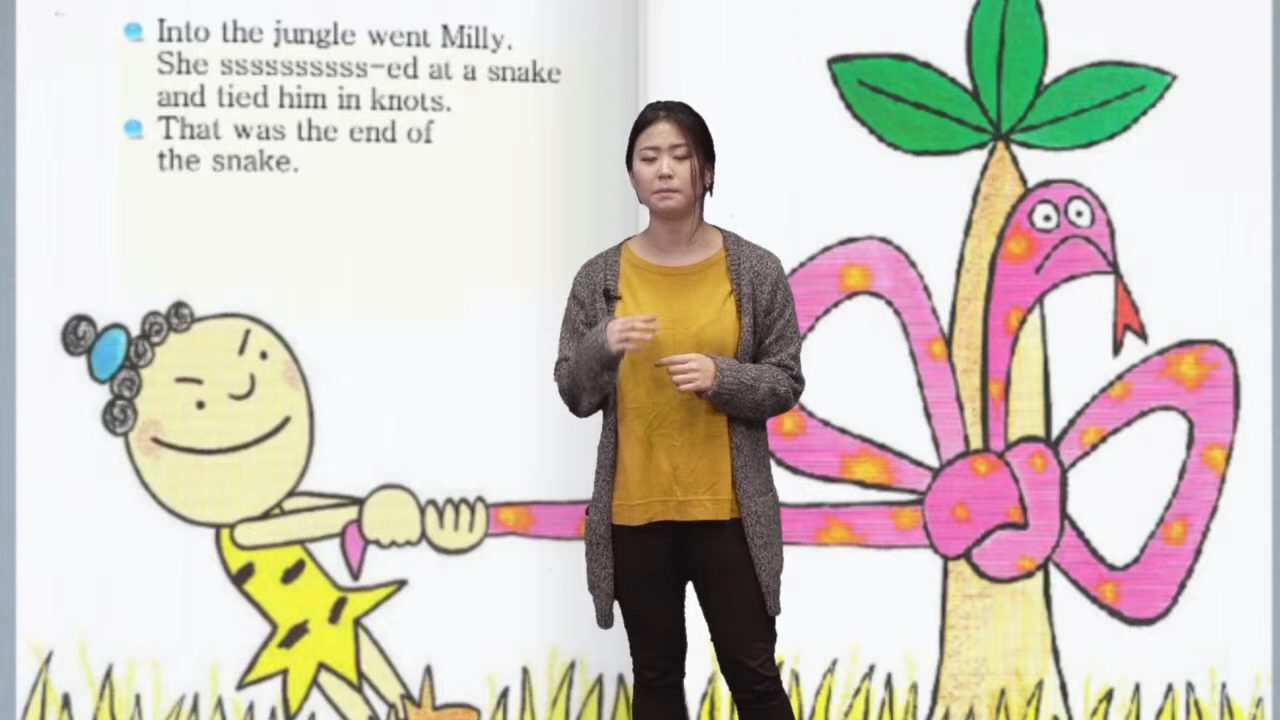 Into the jungle went Milly.
She ssssssssss-ed at a snake
and tied him in knots.
That was the end of
the snake.